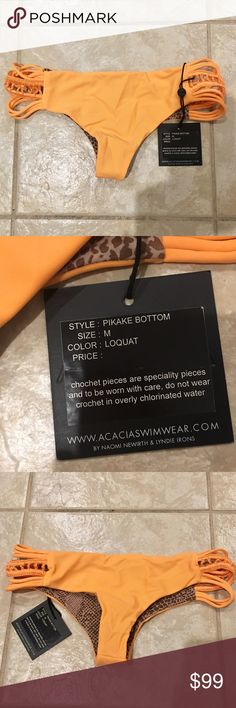 POSHMARK
STYLE : PIKAKE BOTTOM
SIZE : M
COLOR : LOQUAT
PRICE :
chochet pieces are speciality pieces
and to be worn with care, do not wear
crochet in overly chlorinated water
WWW.ACACIASWIMWEAR.COM
BY NAOMI NEWIRTH & LYNDIE IRONS
$99